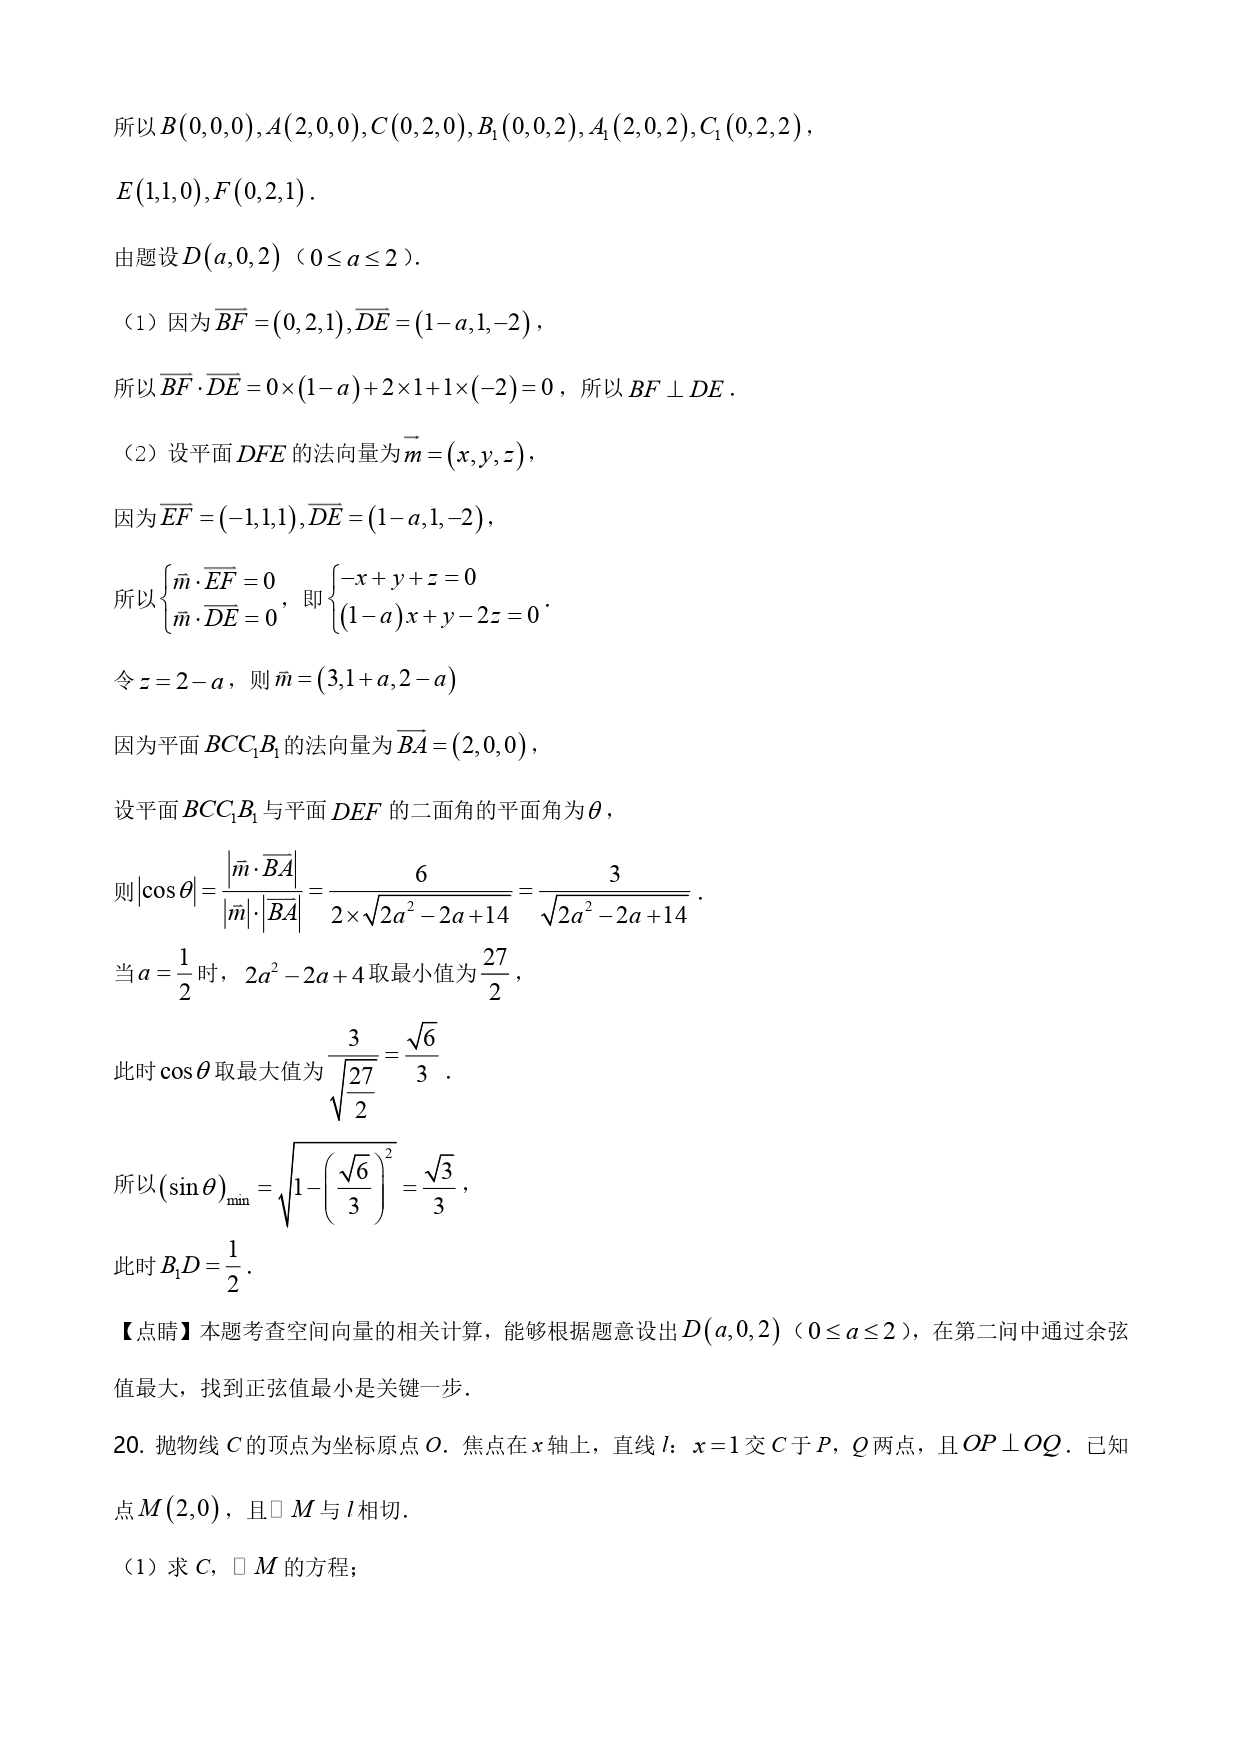 所以 $B(0,0,0),A(2,0,0),C(0,2,0),B_1(0,0,2),A_1(2,0,2),C_1(0,2,2)$，
$E(1,1,0),F(0,2,1)$．
由题设 $D(a,0,2)$（$0\le a\le 2$）．
（1）因为 $\overrightarrow{BF}=(0,2,1),\overrightarrow{DE}=(1-a,1,-2)$，
所以 $\overrightarrow{BF}\cdot\overrightarrow{DE}=0\times(1-a)+2\times1+1\times(-2)=0$，所以 $BF\perp DE$．
（2）设平面 $DFE$ 的法向量为 $\vec{m}=(x,y,z)$，
因为 $\overrightarrow{EF}=(-1,1,1),\overrightarrow{DE}=(1-a,1,-2)$，
所以 $\begin{cases}\vec{m}\cdot\overrightarrow{EF}=0\\ \vec{m}\cdot\overrightarrow{DE}=0\end{cases}$，即 $\begin{cases}-x+y+z=0\\ (1-a)x+y-2z=0\end{cases}$．
令 $z=2-a$，则 $\vec{m}=(3,1+a,2-a)$
因为平面 $BCC_1B_1$ 的法向量为 $\overrightarrow{BA}=(2,0,0)$，
设平面 $BCC_1B_1$ 与平面 $DEF$ 的二面角的平面角为 $\theta$，
则 $|\cos\theta|=\frac{|\vec{m}\cdot\overrightarrow{BA}|}{|\vec{m}|\cdot|\overrightarrow{BA}|}=\frac{6}{2\times\sqrt{2a^2-2a+14}}=\frac{3}{\sqrt{2a^2-2a+14}}$．
当 $a=\frac{1}{2}$ 时，$2a^2-2a+4$ 取最小值为 $\frac{27}{2}$，
此时 $\cos\theta$ 取最大值为 $\frac{3}{\sqrt{\frac{27}{2}}}=\frac{\sqrt{6}}{3}$．
所以 $(\sin\theta)_{\min}=\sqrt{1-\left(\frac{\sqrt{6}}{3}\right)^2}=\frac{\sqrt{3}}{3}$，
此时 $B_1D=\frac{1}{2}$．
【点睛】本题考查空间向量的相关计算，能够根据题意设出 $D(a,0,2)$（$0\le a\le 2$），在第二问中通过余弦
值最大，找到正弦值最小是关键一步．
20. 抛物线 C 的顶点为坐标原点 O．焦点在 x 轴上，直线 l：$x=1$ 交 C 于 P，Q 两点，且 $OP\perp OQ$．已知
点 $M(2,0)$，且□ M 与 l 相切．
（1）求 C，□ M 的方程；